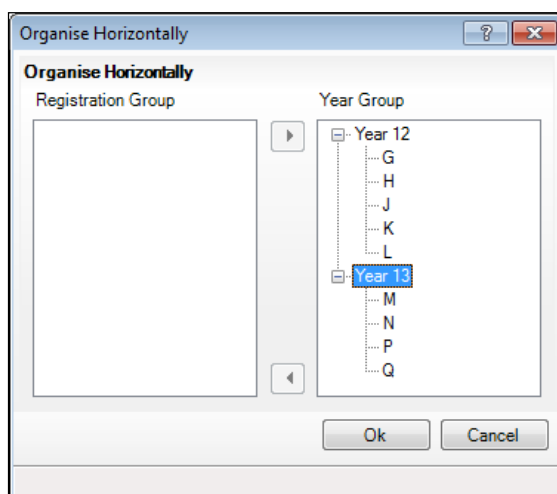 Organise Horizontally
?
Organise Horizontally
Registration Group
Year Group
Year 12
G
H
J
K
L
Year 13
M
N
P
Q
Ok
Cancel